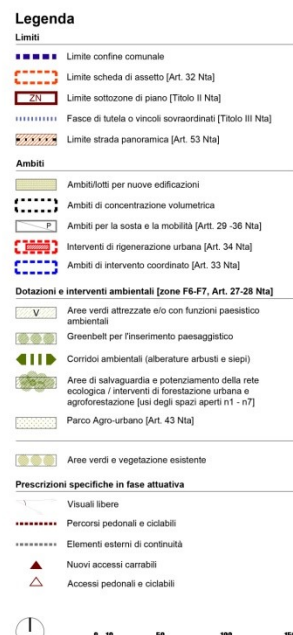 Legenda
Limiti
Limite confine comunale
Limite scheda di assetto [Art. 32 Nta]
ZN Limite sottozona di piano [Titolo II Nta]
Fasce di tutela o vincoli sovraordinati [Titolo III Nta]
Limite strada panoramica [Art. 53 Nta]
Ambiti
Ambiti/lotti per nuove edificazioni
Ambiti di concentrazione volumetrica
P Ambiti per la sosta e la mobilità [Artt. 29 -36 Nta]
Interventi di rigenerazione urbana [Art. 34 Nta]
Ambiti di intervento coordinato [Art. 33 Nta]
Dotazioni e interventi ambientali [zone F6-F7, Art. 27-28 Nta]
V Aree verdi attrezzate e/o con funzioni paesistico
ambientali
Greenbelt per l'inserimento paesaggistico
Corridoi ambientali (alberature arbusti e siepi)
Aree di salvaguardia e potenziamento della rete
ecologica / interventi di forestazione urbana e
agroforestazione [usi degli spazi aperti n1 - n7]
Parco Agro-urbano [Art. 43 Nta]
Aree verdi e vegetazione esistente
Prescrizioni specifiche in fase attuativa
Visuali libere
Percorsi pedonali e ciclabili
Elementi esterni di continuità
Nuovi accessi carrabili
Accessi pedonali e ciclabili
0 10 50 100